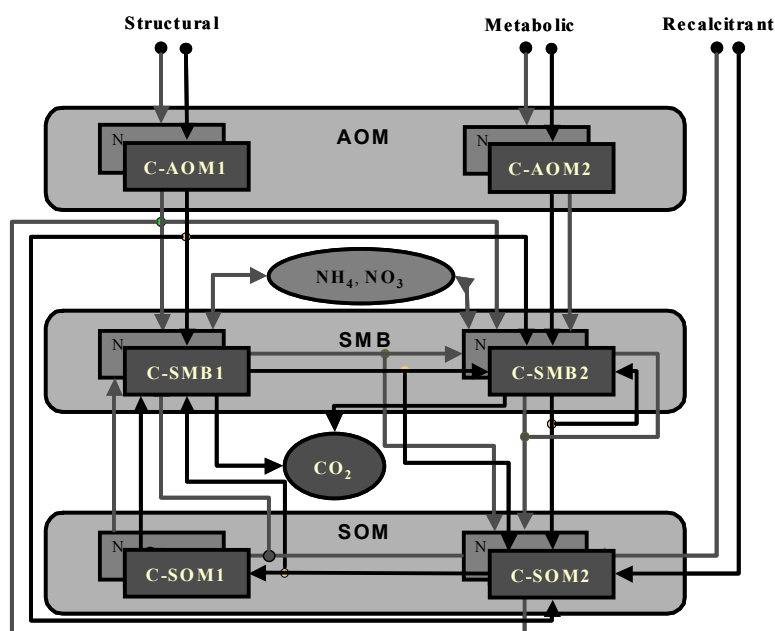 Structural Metabolic Recalcitrant
AOM
N N
C-AOM1 C-AOM2
NH₄, NO₃
SMB
N N
C-SMB1 C-SMB2
CO₂
SOM
N N
C-SOM1 C-SOM2